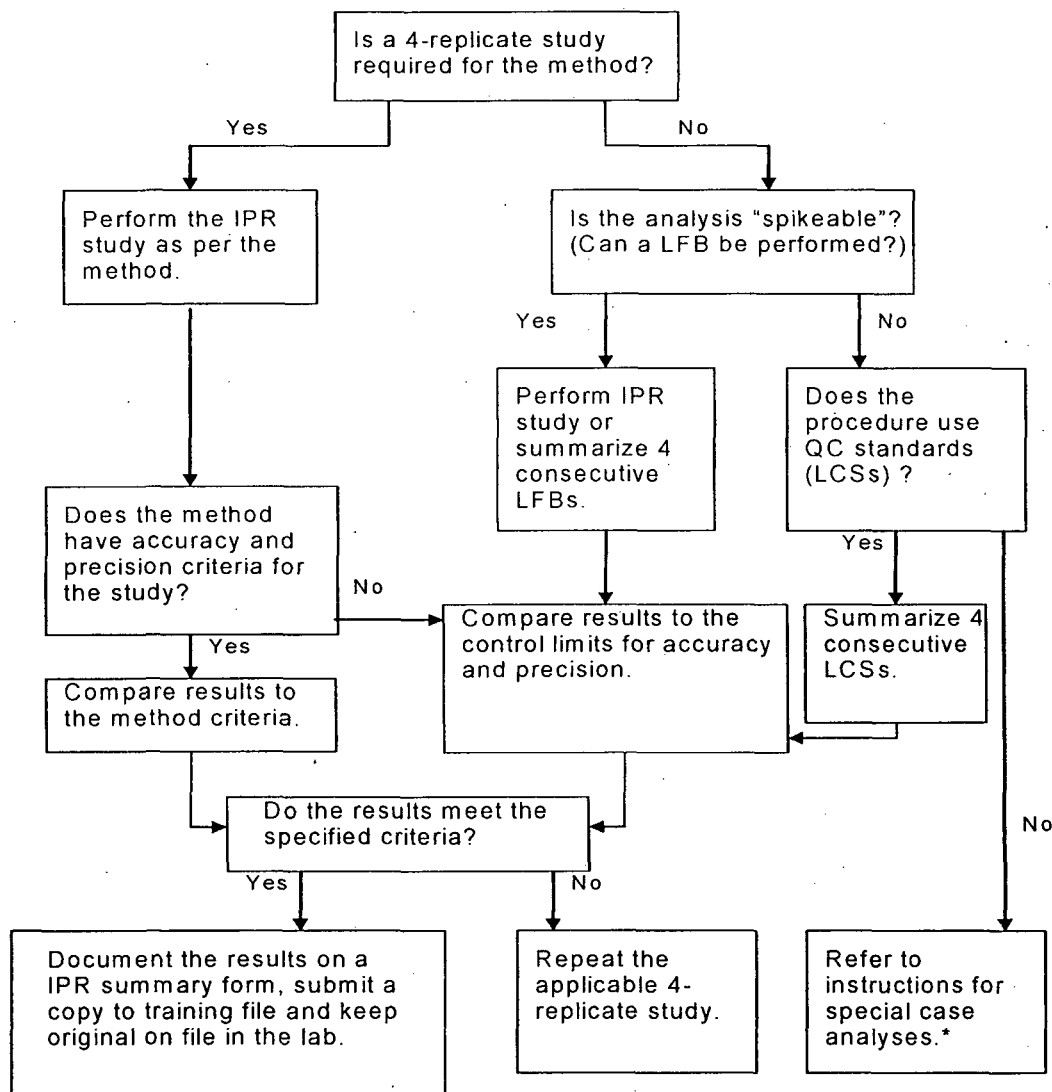 Is a 4-replicate study
required for the method?
Yes
No
Perform the IPR
study as per the
method.
Is the analysis "spikeable"?
(Can a LFB be performed?)
Yes
No
Perform IPR
study or
summarize 4
consecutive
LFBs.
Does the
procedure use
QC standards
(LCSs) ?
Does the method
have accuracy and
precision criteria for
the study?
No
Yes
Yes
Compare results to the
control limits for accuracy
and precision.
Summarize 4
consecutive
LCSs.
Compare results to
the method criteria.
Do the results meet the
specified criteria?
No
Yes
No
Document the results on a
IPR summary form, submit a
copy to training file and keep
original on file in the lab.
Repeat the
applicable 4-
replicate study.
Refer to
instructions for
special case
analyses.*